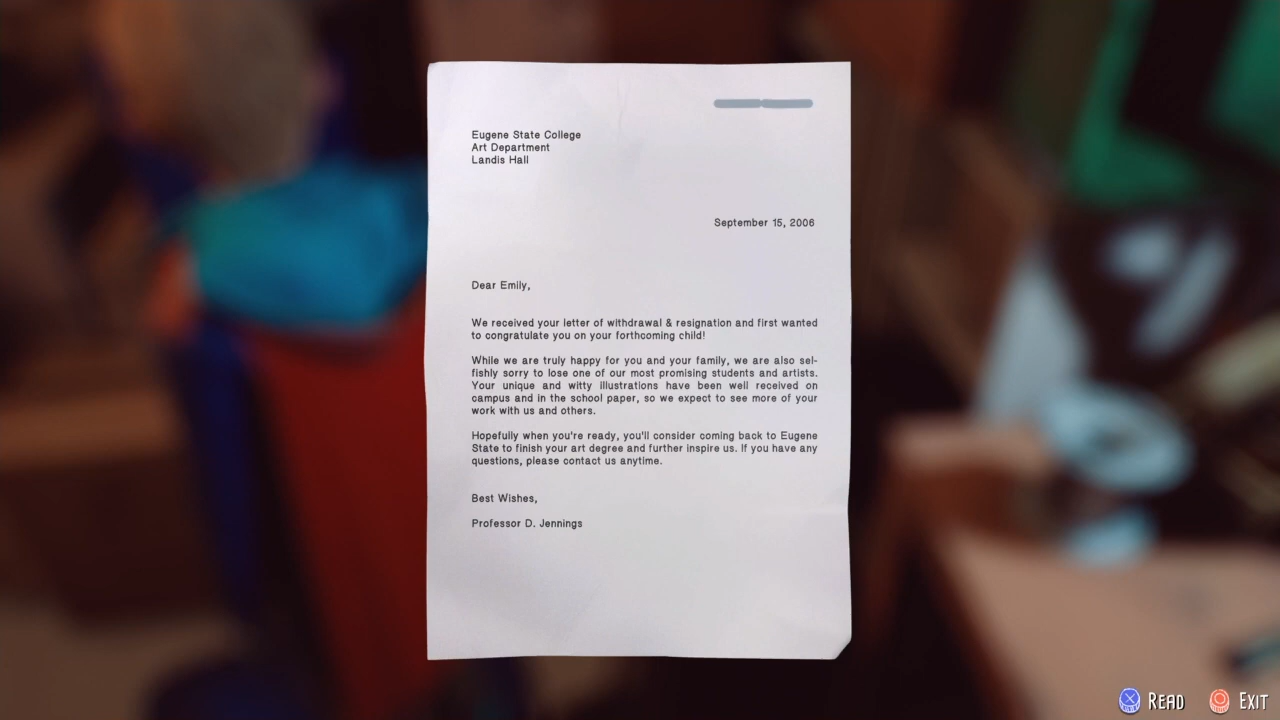 Eugene State College
Art Department
Landis Hall
September 15, 2006
Dear Emily,
We received your letter of withdrawal & resignation and first wanted
to congratulate you on your forthcoming child!
While we are truly happy for you and your family, we are also sel-
fishly sorry to lose one of our most promising students and artists.
Your unique and witty illustrations have been well received on
campus and in the school paper, so we expect to see more of your
work with us and others.
Hopefully when you're ready, you'll consider coming back to Eugene
State to finish your art degree and further inspire us. If you have any
questions, please contact us anytime.
Best Wishes,
Professor D. Jennings
READ
EXIT